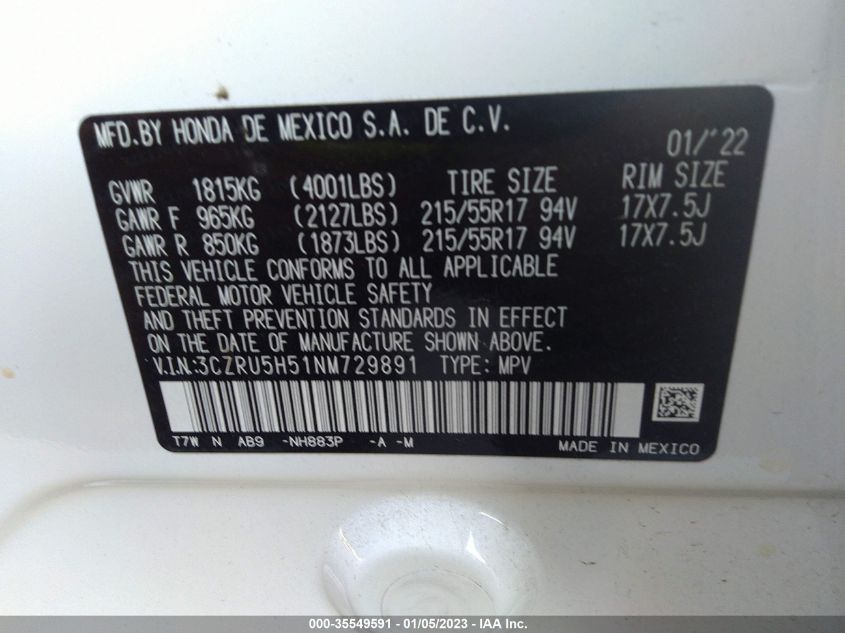 MFD.BY HONDA DE MEXICO S.A. DE C.V.
01/'22
GVWR 1815KG (4001LBS) TIRE SIZE RIM SIZE
GAWR F 965KG (2127LBS) 215/55R17 94V 17X7.5J
GAWR R 850KG (1873LBS) 215/55R17 94V 17X7.5J
THIS VEHICLE CONFORMS TO ALL APPLICABLE
FEDERAL MOTOR VEHICLE SAFETY
AND THEFT PREVENTION STANDARDS IN EFFECT
ON THE DATE OF MANUFACTURE SHOWN ABOVE.
V.I.N.:3CZRU5H51NM729891 TYPE: MPV
T7W N AB9 -NH883P -A -M
MADE IN MEXICO
000-35549591 - 01/05/2023 - IAA Inc.